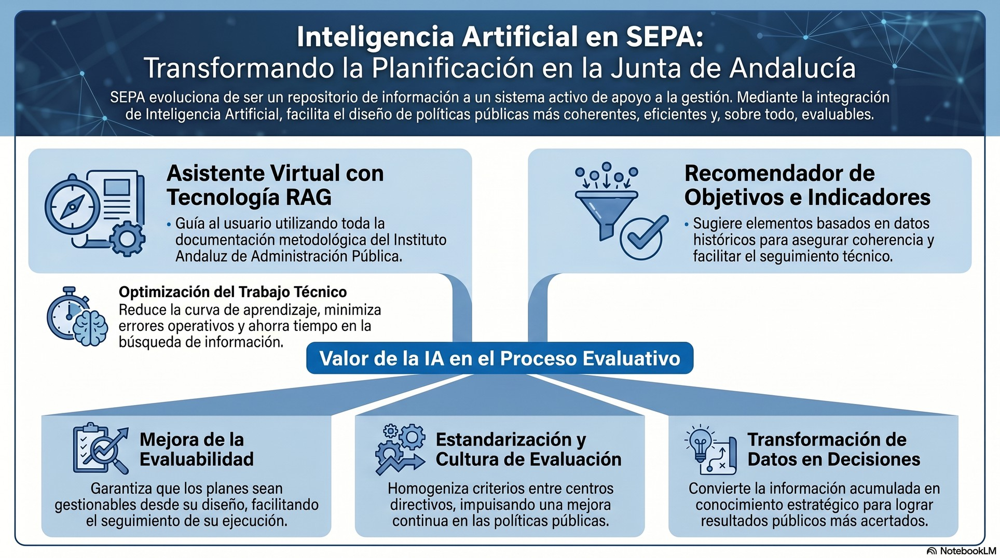 Inteligencia Artificial en SEPA:
Transformando la Planificación en la Junta de Andalucía
SEPA evoluciona de ser un repositorio de información a un sistema activo de apoyo a la gestión. Mediante la integración
de Inteligencia Artificial, facilita el diseño de políticas públicas más coherentes, eficientes y, sobre todo, evaluables.
Asistente Virtual con
Tecnología RAG
• Guía al usuario utilizando toda la
documentación metodológica del Instituto
Andaluz de Administración Pública.
Recomendador de
Objetivos e Indicadores
• Sugiere elementos basados en datos
históricos para asegurar coherencia y
facilitar el seguimiento técnico.
Optimización del Trabajo Técnico
Reduce la curva de aprendizaje, minimiza
errores operativos y ahorra tiempo en la
búsqueda de información.
Valor de la IA en el Proceso Evaluativo
Mejora de la
Evaluabilidad
Garantiza que los planes sean
gestionables desde su diseño, facilitando
el seguimiento de su ejecución.
Estandarización y
Cultura de Evaluación
Homogeniza criterios entre centros
directivos, impuisando una mejora
continua en las políticas públicas.
Transformación de
Datos en Decisiones
Convierte la información acumulada en
conocimiento estratégico para lograr
resultados públicos más acertados.
NotebookLM